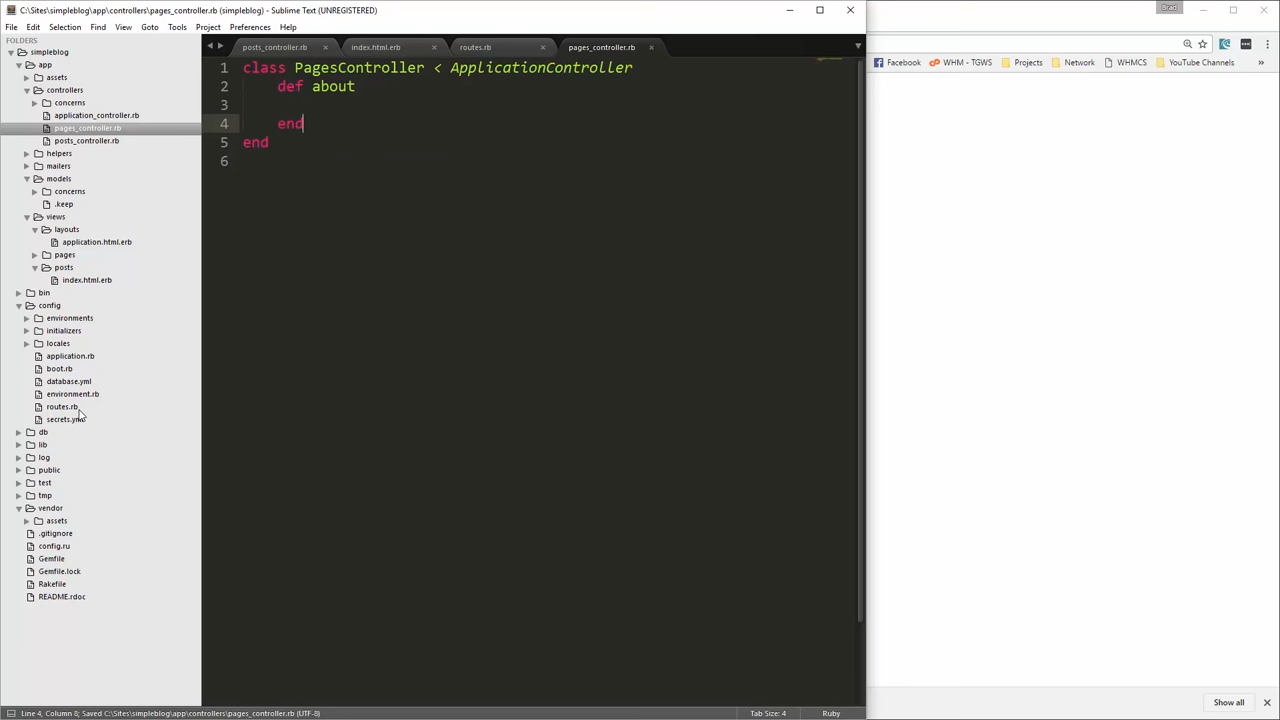 C:\Sites\simpleblog\app\controllers\pages_controller.rb (simpleblog) - Sublime Text (UNREGISTERED)
Brad
File Edit Selection Find View Goto Tools Project Preferences Help
FOLDERS
simpleblog
app
assets
controllers
concerns
application_controller.rb
pages_controller.rb
posts_controller.rb
helpers
mailers
models
concerns
.keep
views
layouts
application.html.erb
pages
posts
index.html.erb
bin
config
environments
initializers
locales
application.rb
boot.rb
database.yml
environment.rb
routes.rb
secrets.yml
db
lib
log
public
test
tmp
vendor
assets
.gitignore
config.ru
Gemfile
Gemfile.lock
Rakefile
README.rdoc
posts_controller.rb index.html.erb routes.rb pages_controller.rb
1 class PagesController < ApplicationController
2 def about
3
4 end
5 end
6
Facebook WHM - TGWS Projects Network WHMCS YouTube Channels »
Show all
Line 4, Column 8; Saved C:\Sites\simpleblog\app\controllers\pages_controller.rb (UTF-8) Tab Size: 4 Ruby